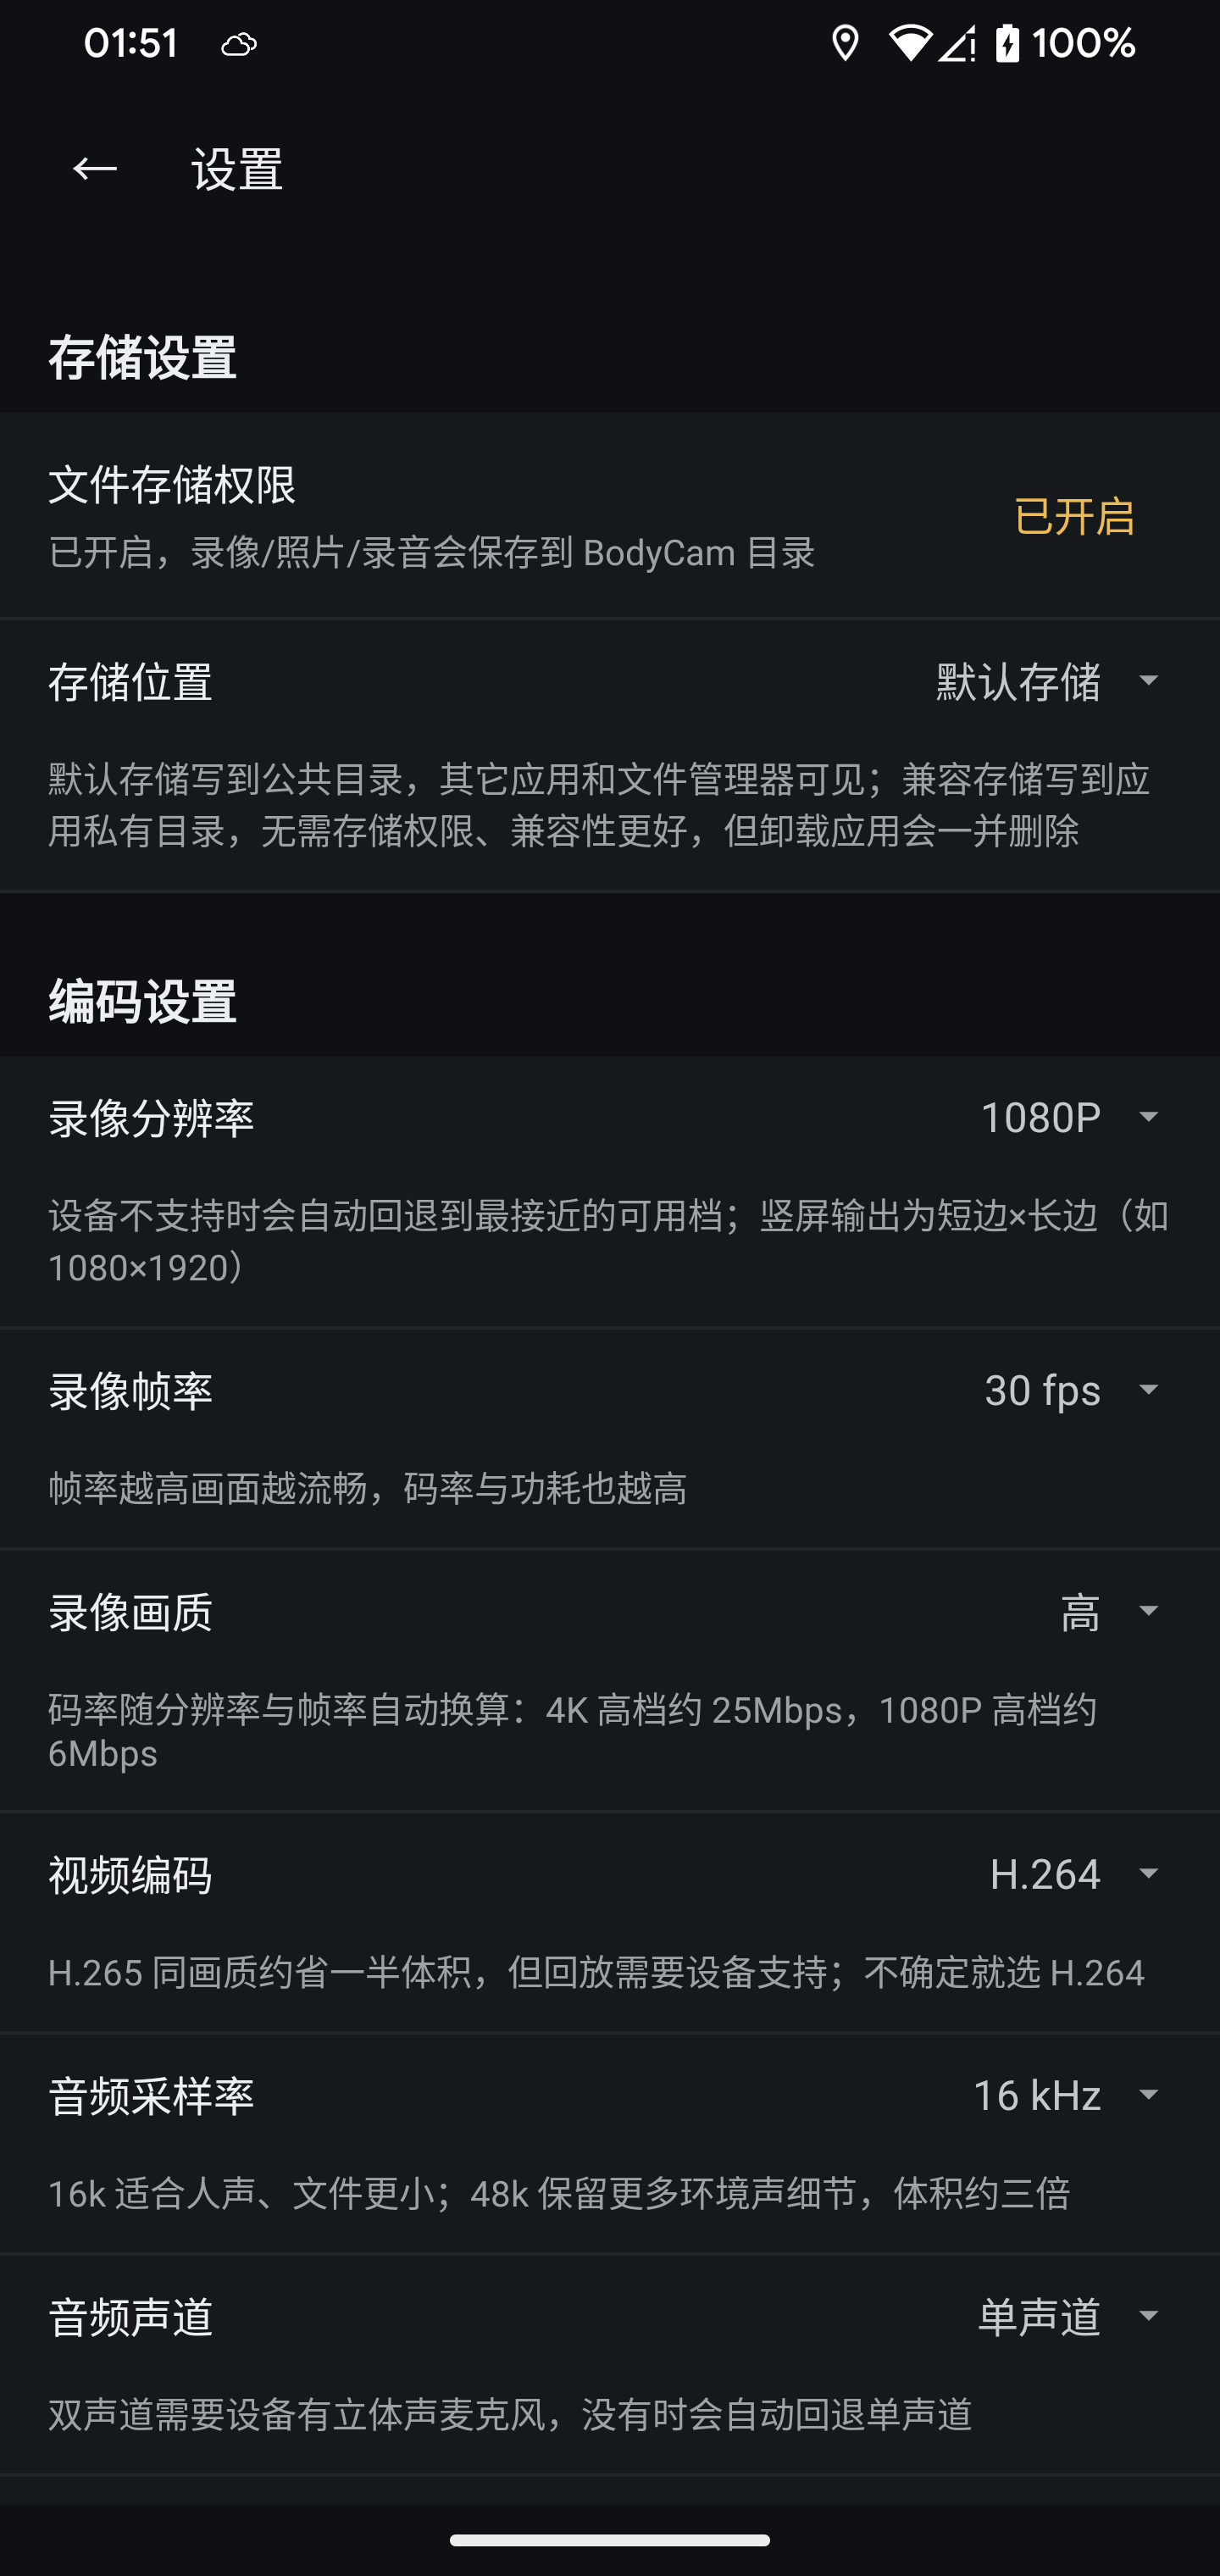 01:51
100%
设置
存储设置
文件存储权限
已开启
已开启，录像/照片/录音会保存到 BodyCam 目录
存储位置
默认存储
默认存储写到公共目录，其它应用和文件管理器可见；兼容存储写到应
用私有目录，无需存储权限、兼容性更好，但卸载应用会一并删除
编码设置
录像分辨率
1080P
设备不支持时会自动回退到最接近的可用档；竖屏输出为短边×长边（如
1080×1920）
录像帧率
30 fps
帧率越高画面越流畅，码率与功耗也越高
录像画质
高
码率随分辨率与帧率自动换算：4K 高档约 25Mbps，1080P 高档约
6Mbps
视频编码
H.264
H.265 同画质约省一半体积，但回放需要设备支持；不确定就选 H.264
音频采样率
16 kHz
16k 适合人声、文件更小；48k 保留更多环境声细节，体积约三倍
音频声道
单声道
双声道需要设备有立体声麦克风，没有时会自动回退单声道